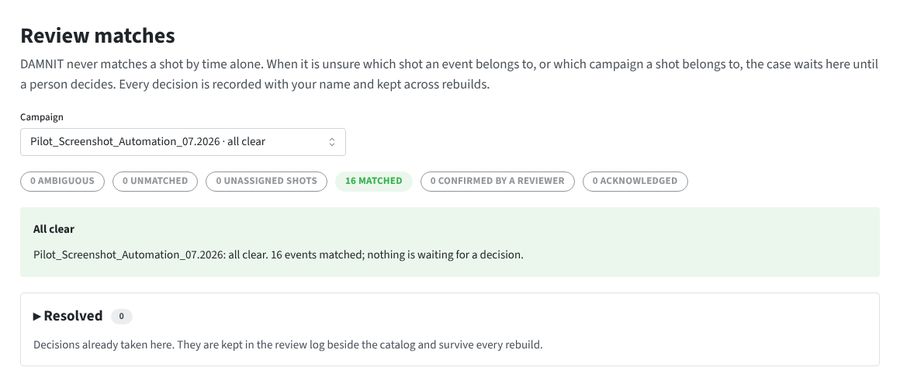 Review matches
DAMNIT never matches a shot by time alone. When it is unsure which shot an event belongs to, or which campaign a shot belongs to, the case waits here until
a person decides. Every decision is recorded with your name and kept across rebuilds.
Campaign
Pilot_Screenshot_Automation_07.2026 · all clear
0 AMBIGUOUS 0 UNMATCHED 0 UNASSIGNED SHOTS 16 MATCHED 0 CONFIRMED BY A REVIEWER 0 ACKNOWLEDGED
All clear
Pilot_Screenshot_Automation_07.2026: all clear. 16 events matched; nothing is waiting for a decision.
▸ Resolved 0
Decisions already taken here. They are kept in the review log beside the catalog and survive every rebuild.